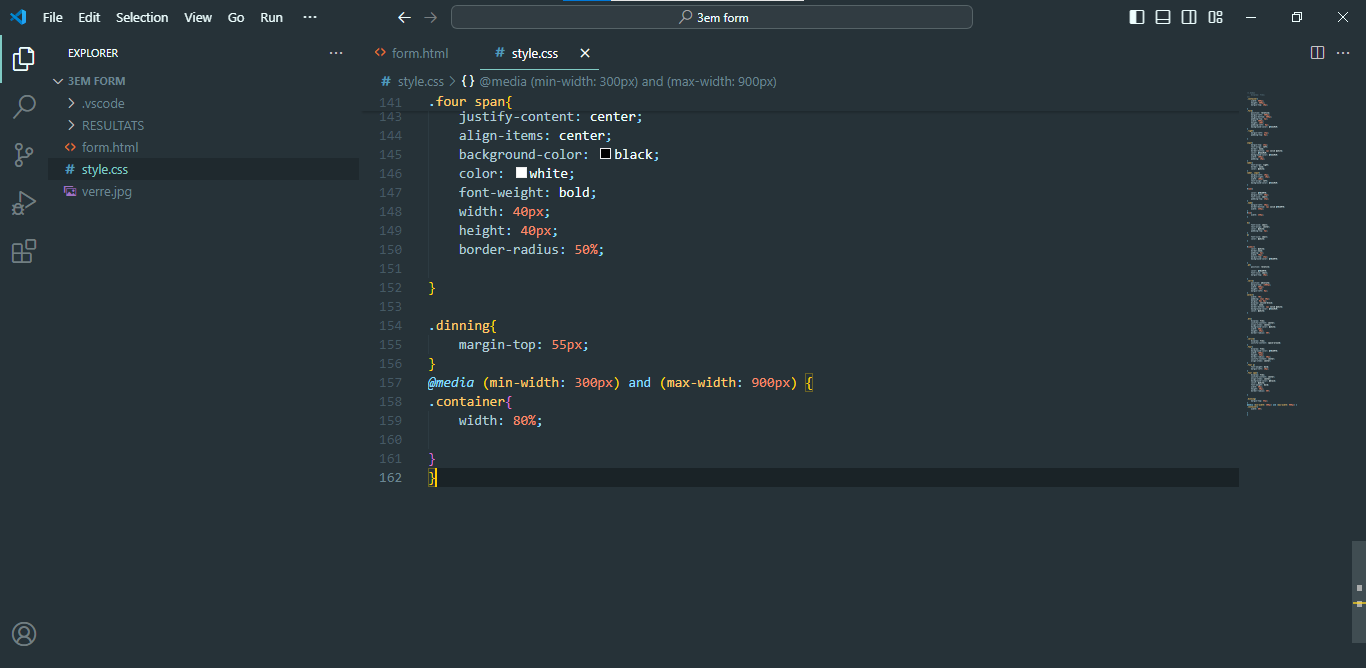 File Edit Selection View Go Run ···
3em form
EXPLORER ···
3EM FORM
.vscode
RESULTATS
form.html
style.css
verre.jpg
form.html
style.css
style.css > {} @media (min-width: 300px) and (max-width: 900px)
141 .four span{
143 justify-content: center;
144 align-items: center;
145 background-color: black;
146 color: white;
147 font-weight: bold;
148 width: 40px;
149 height: 40px;
150 border-radius: 50%;
151
152 }
153
154 .dinning{
155 margin-top: 55px;
156 }
157 @media (min-width: 300px) and (max-width: 900px) {
158 .container{
159 width: 80%;
160
161 }
162 }